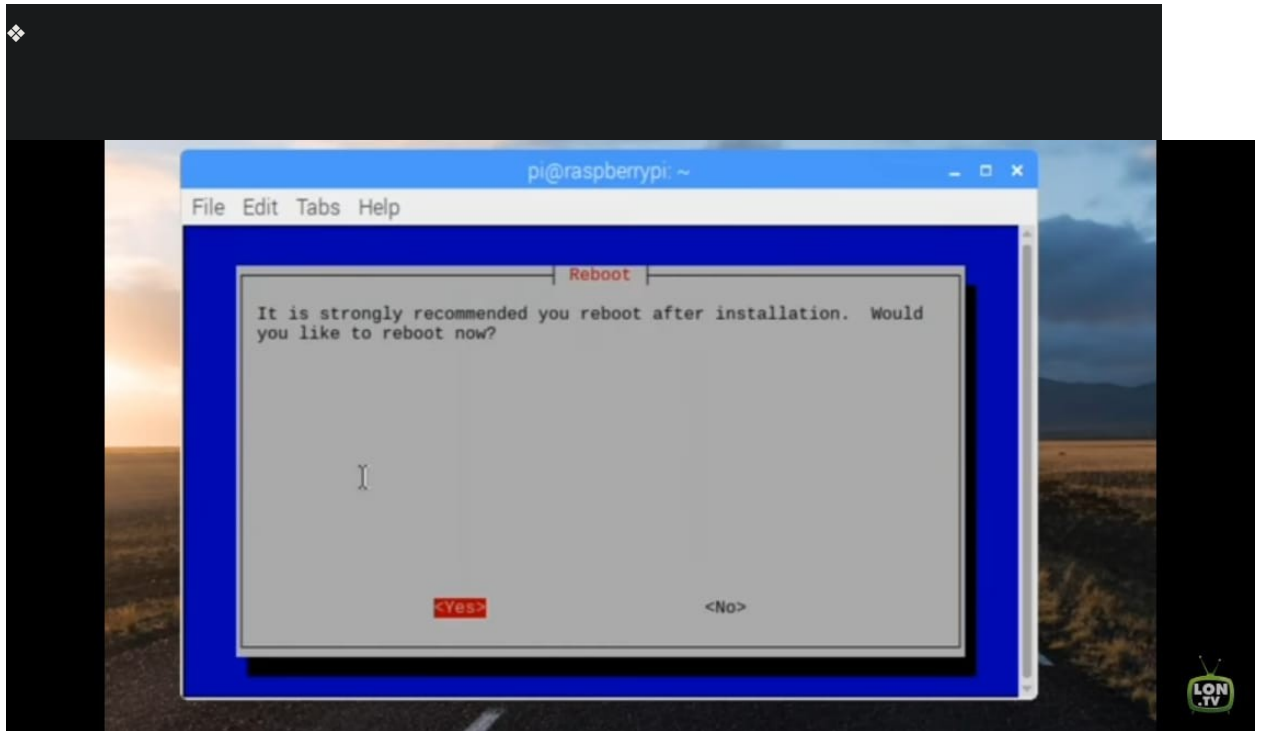 ❖
pi@raspberrypi: ~
File Edit Tabs Help
Reboot
It is strongly recommended you reboot after installation.  Would
you like to reboot now?
<Yes> <No>
LON
.TV